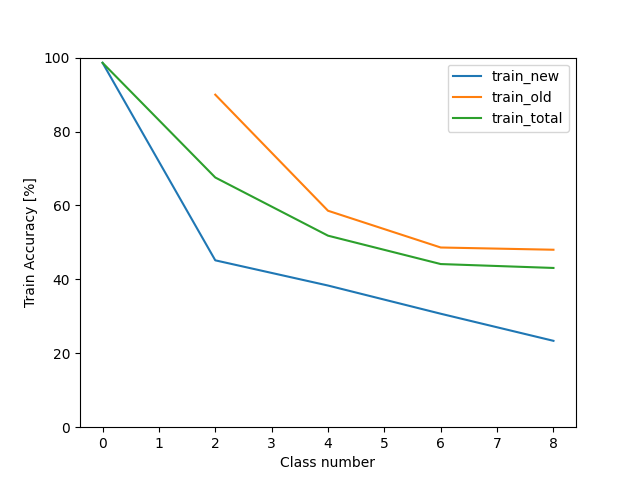 train_new
train_old
train_total
100
80
60
40
20
0
Train Accuracy [%]
0 1 2 3 4 5 6 7 8
Class number